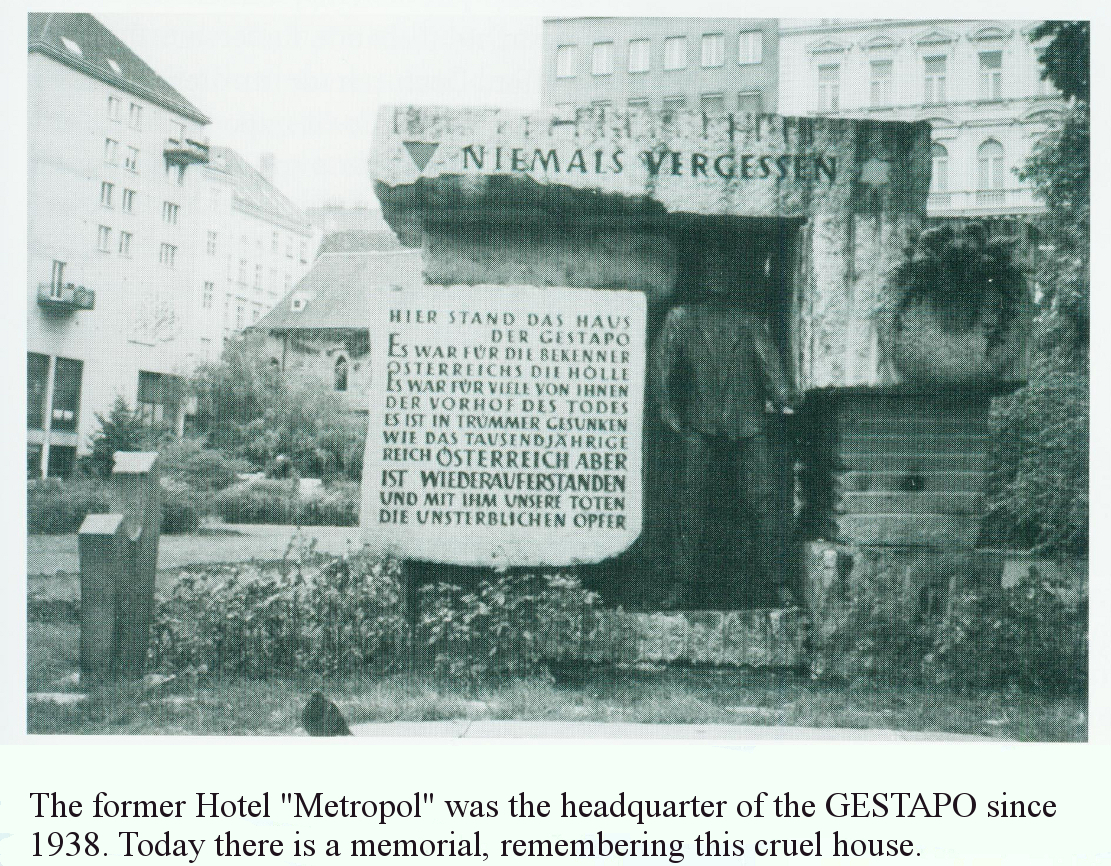 NIEMALS VERGESSEN
HIER STAND DAS HAUS
DER GESTAPO
ES WAR FÜR DIE BEKENNER
ÖSTERREICHS DIE HÖLLE
ES WAR FÜR VIELE VON IHNEN
DER VORHOF DES TODES
ES IST IN TRÜMMER GESUNKEN
WIE DAS TAUSENDJÄHRIGE
REICH ÖSTERREICH ABER
IST WIEDERAUFERSTANDEN
UND MIT IHM UNSERE TOTEN
DIE UNSTERBLICHEN OPFER
The former Hotel "Metropol" was the headquarter of the GESTAPO since
1938. Today there is a memorial, remembering this cruel house.